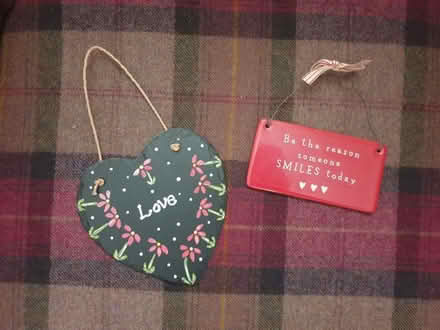 Love
Be the reason
someone
SMILES today